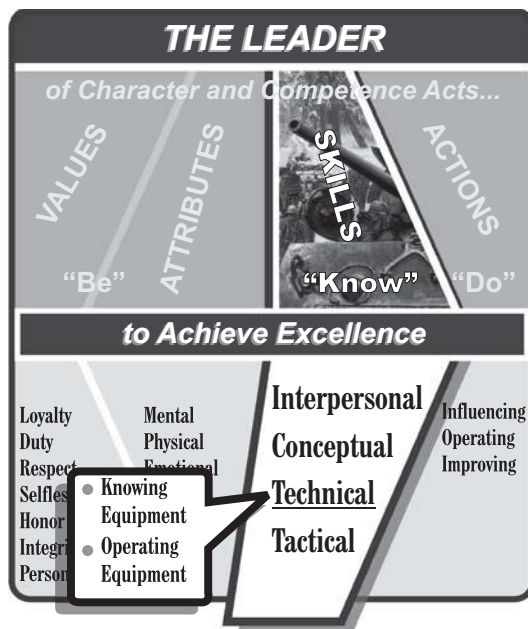 THE LEADER
of Character and Competence Acts...
VALUES
ATTRIBUTES
SKILLS
ACTIONS
“Be”
“Know”
“Do”
to Achieve Excellence
Loyalty
Duty
Respect
Honor
Mental
Physical
Emotional
Interpersonal
Conceptual
Technical
Tactical
Influencing
Operating
Improving
• Knowing
Equipment
• Operating
Equipment